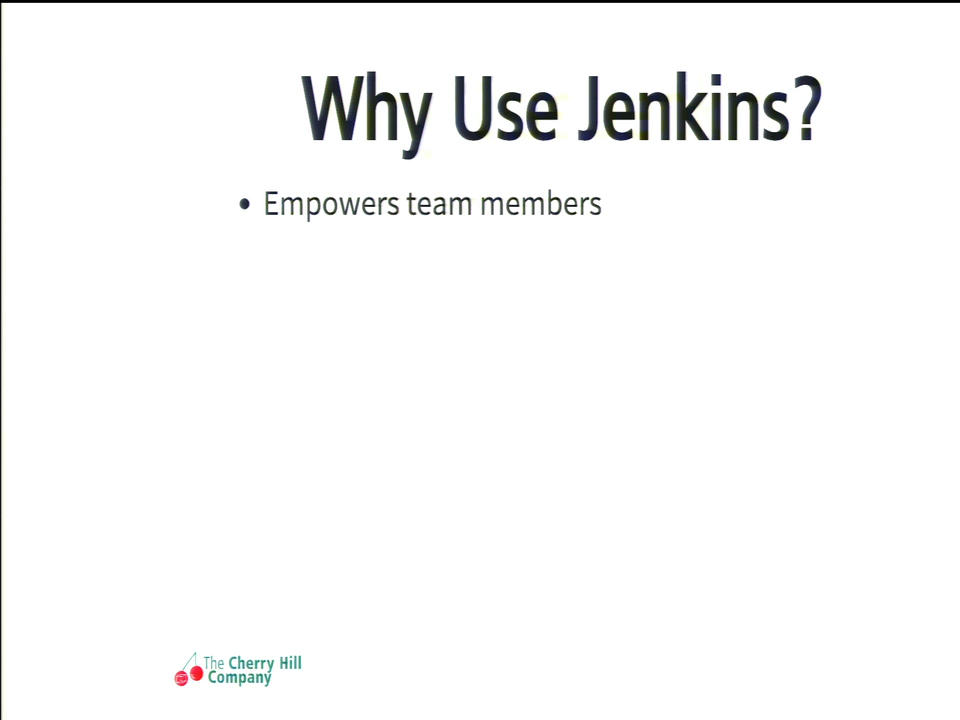 Why Use Jenkins?
• Empowers team members
The Cherry Hill
Company